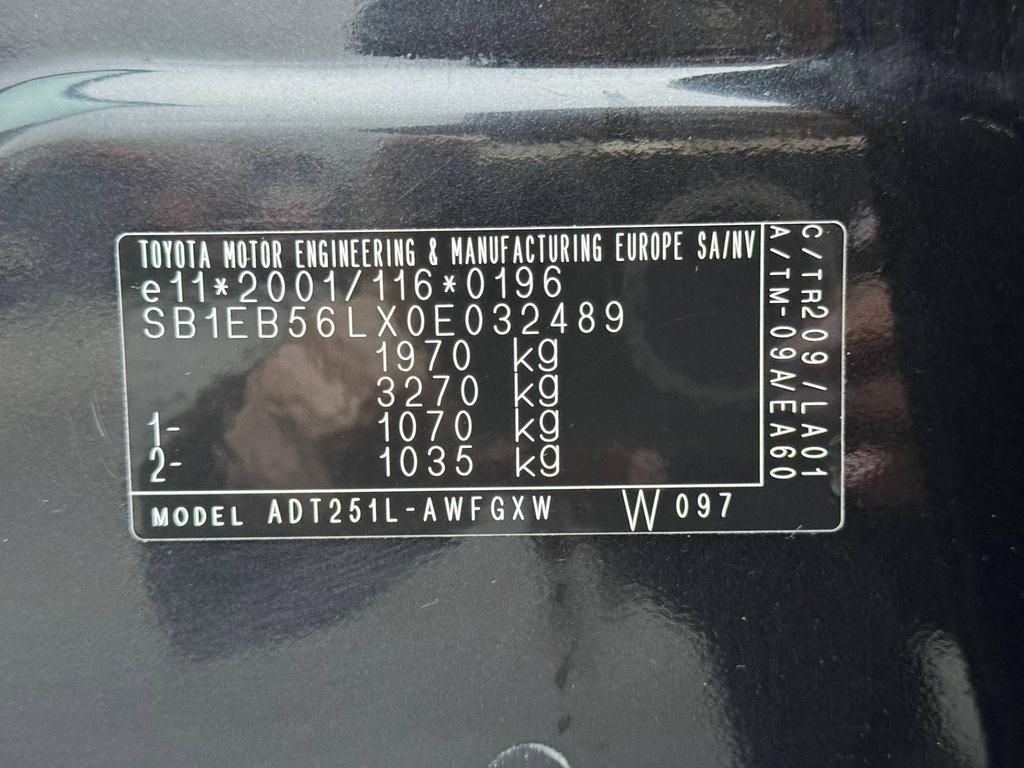 TOYOTA MOTOR ENGINEERING & MANUFACTURING EUROPE SA/NV
e11*2001/116*0196
SB1EB56LX0E032489
1970 kg
3270 kg
1- 1070 kg
2- 1035 kg
MODEL ADT251L-AWFGXW W 097
C/TR209/LA01
A/TM-09A/EA60